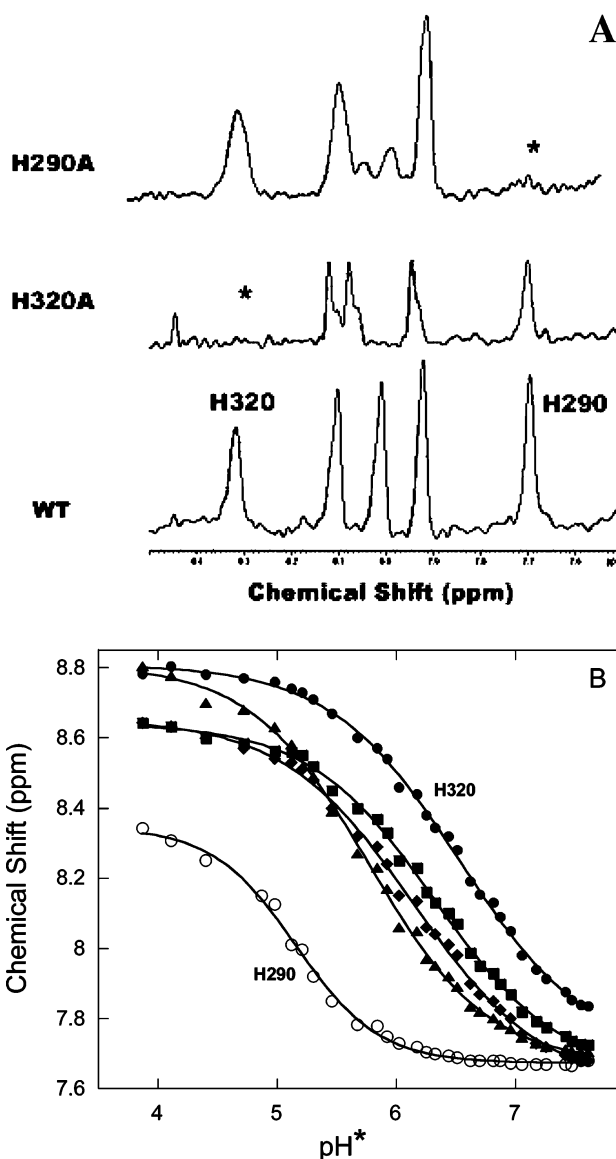 A
H290A
*
H320A
*
H320
H290
WT
Chemical Shift (ppm)
B
8.8
8.6
8.4
8.2
8
7.8
7.6
Chemical Shift (ppm)
H320
H290
4 5 6 7
pH*